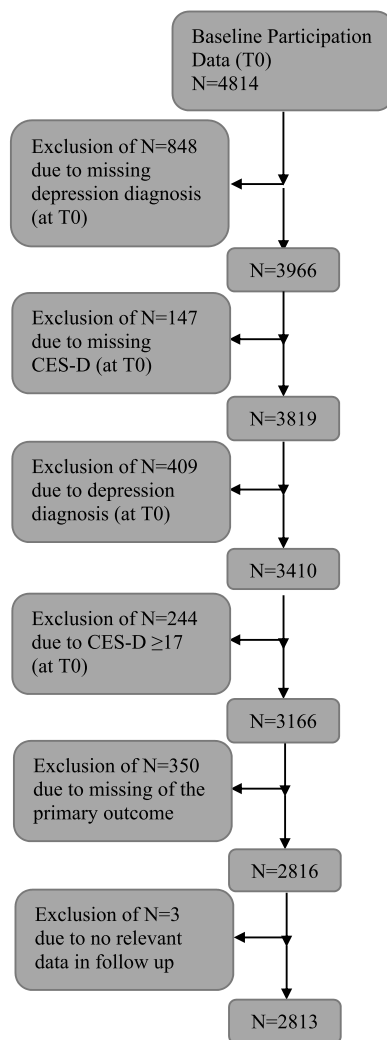 Baseline Participation
Data (T0)
N=4814
Exclusion of N=848
due to missing
depression diagnosis
(at T0)
N=3966
Exclusion of N=147
due to missing
CES-D (at T0)
N=3819
Exclusion of N=409
due to depression
diagnosis (at T0)
N=3410
Exclusion of N=244
due to CES-D ≥17
(at T0)
N=3166
Exclusion of N=350
due to missing of the
primary outcome
N=2816
Exclusion of N=3
due to no relevant
data in follow up
N=2813